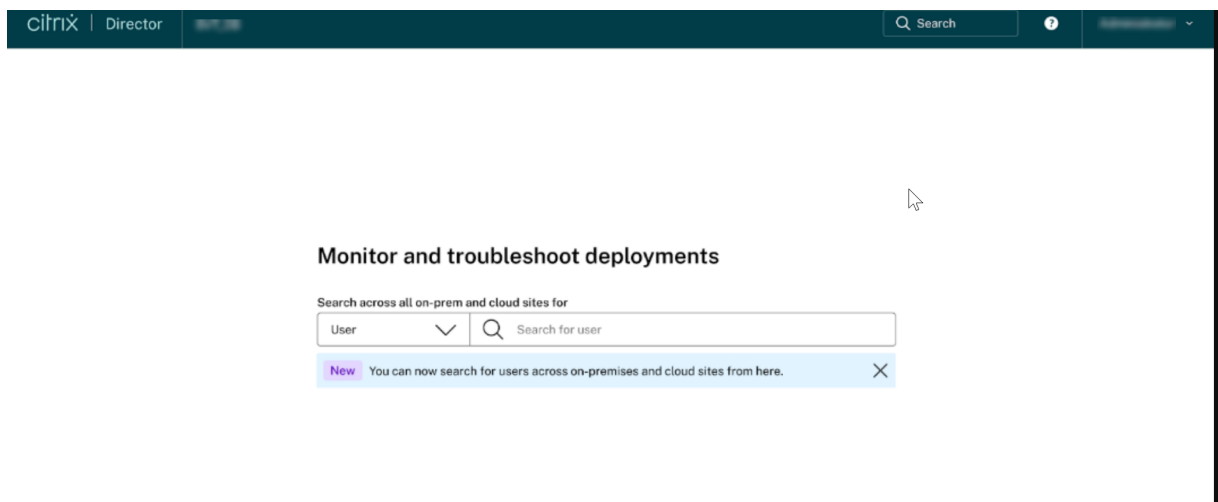 citrix | Director
Search
?
Monitor and troubleshoot deployments
Search across all on-prem and cloud sites for
User
Search for user
New You can now search for users across on-premises and cloud sites from here.